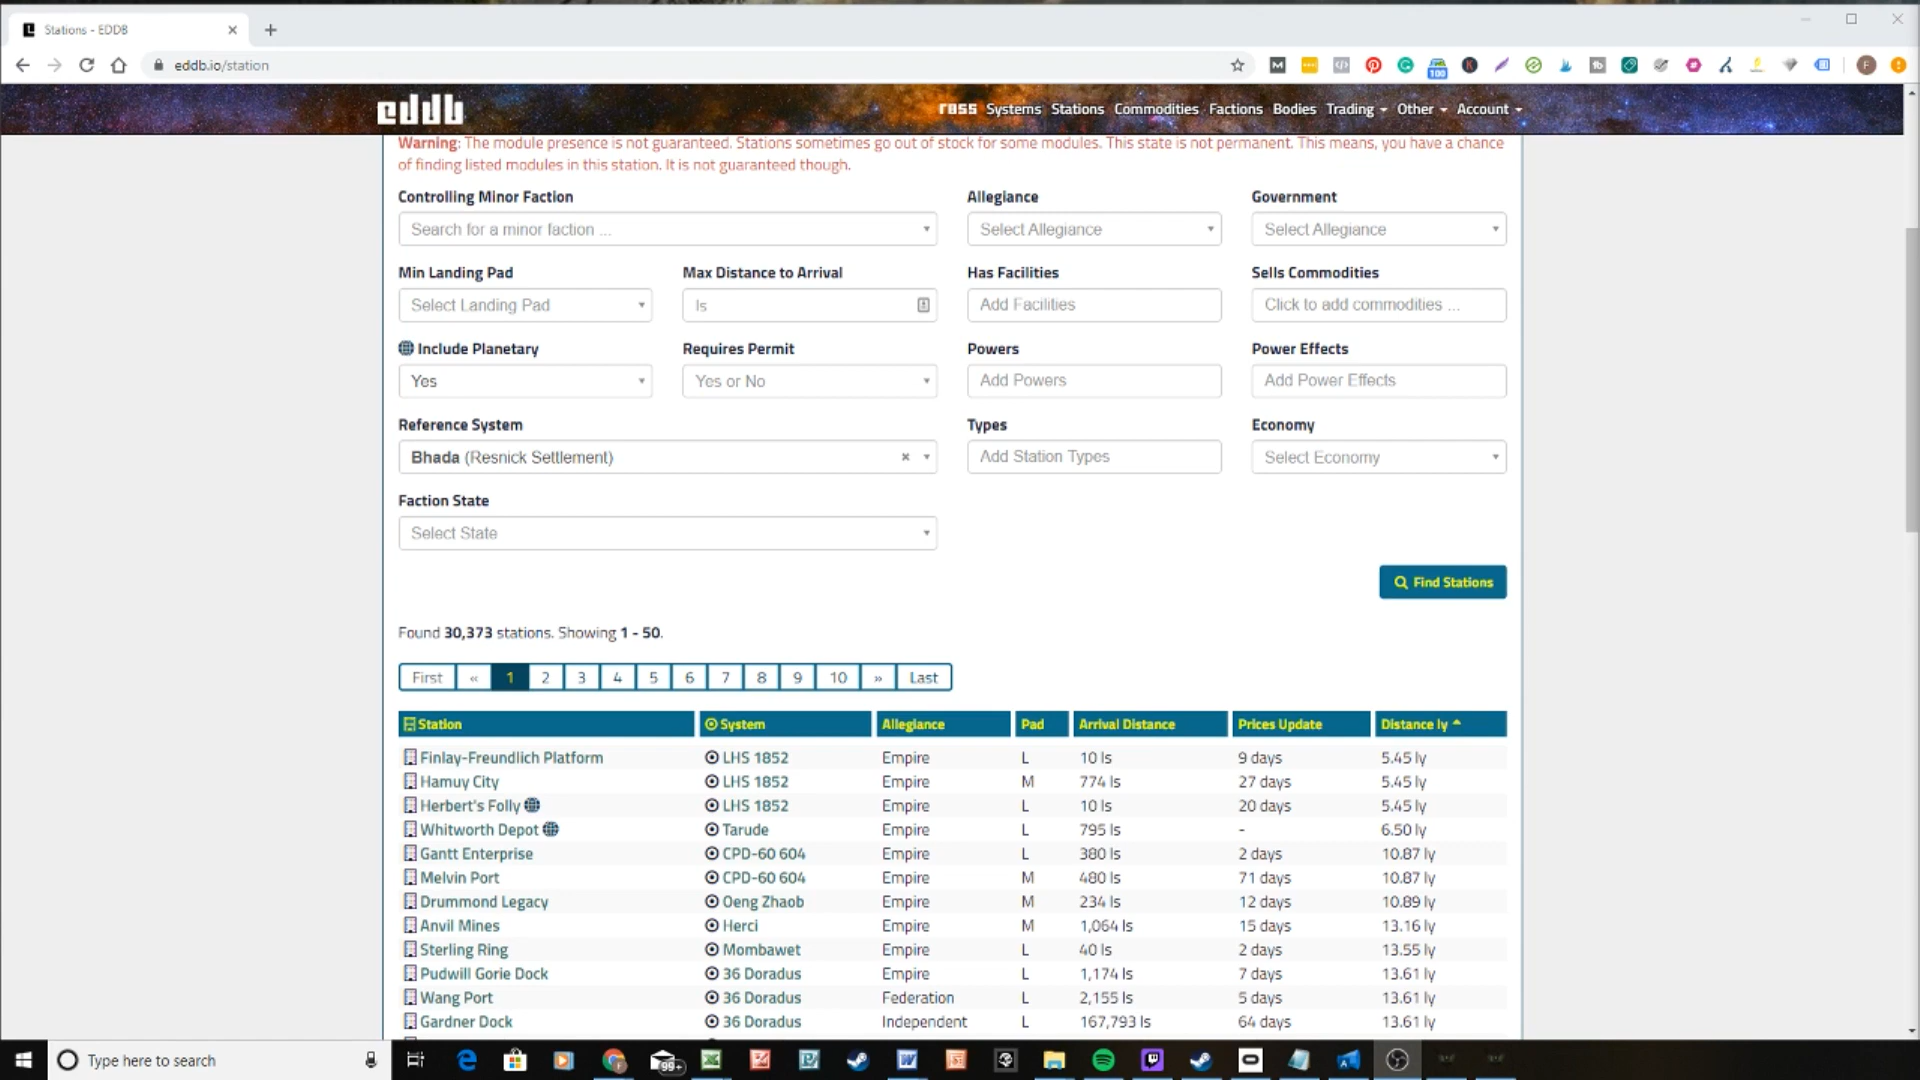 Stations - EDDB
eddb.io/station
100
F
eddb
ross Systems Stations Commodities Factions Bodies Trading Other Account
Warning: The module presence is not guaranteed. Stations sometimes go out of stock for some modules. This state is not permanent. This means, you have a chance
of finding listed modules in this station. It is not guaranteed though.
Controlling Minor Faction Allegiance Government
Search for a minor faction ... Select Allegiance Select Allegiance
Min Landing Pad Max Distance to Arrival Has Facilities Sells Commodities
Select Landing Pad ls Add Facilities Click to add commodities ...
Include Planetary Requires Permit Powers Power Effects
Yes Yes or No Add Powers Add Power Effects
Reference System Types Economy
Bhada (Resnick Settlement) × Add Station Types Select Economy
Faction State
Select State
Find Stations
Found 30,373 stations. Showing 1 - 50.
First « 1 2 3 4 5 6 7 8 9 10 » Last
Station System Allegiance Pad Arrival Distance Prices Update Distance ly
Finlay-Freundlich Platform LHS 1852 Empire L 10 ls 9 days 5.45 ly
Hamuy City LHS 1852 Empire M 774 ls 27 days 5.45 ly
Herbert's Folly LHS 1852 Empire L 10 ls 20 days 5.45 ly
Whitworth Depot Tarude Empire L 795 ls - 6.50 ly
Gantt Enterprise CPD-60 604 Empire L 380 ls 2 days 10.87 ly
Melvin Port CPD-60 604 Empire M 480 ls 71 days 10.87 ly
Drummond Legacy Oeng Zhaob Empire M 234 ls 12 days 10.89 ly
Anvil Mines Herci Empire M 1,064 ls 15 days 13.16 ly
Sterling Ring Mombawet Empire L 40 ls 2 days 13.55 ly
Pudwill Gorie Dock 36 Doradus Empire L 1,174 ls 7 days 13.61 ly
Wang Port 36 Doradus Federation L 2,155 ls 5 days 13.61 ly
Gardner Dock 36 Doradus Independent L 167,793 ls 64 days 13.61 ly
Type here to search 99+